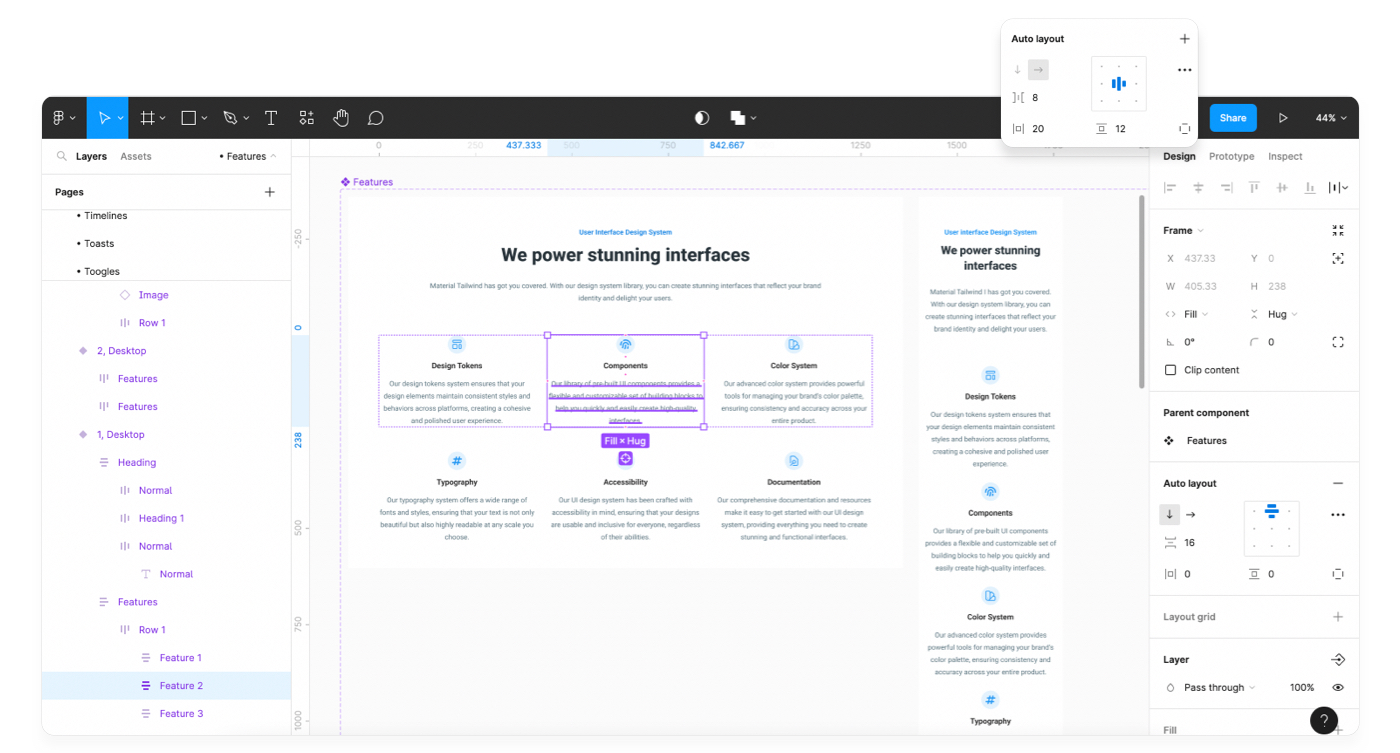 Auto layout
8
20
12
Share
44%
Layers
Assets
• Features
Pages
• Timelines
• Toasts
• Toogles
Image
Row 1
2, Desktop
Features
Features
1, Desktop
Heading
Normal
Heading 1
Normal
Normal
Features
Row 1
Feature 1
Feature 2
Feature 3
0
250
437.333
500
750
842.667
1250
1500
-250
0
238
500
750
1000
Features
User Interface Design System
We power stunning interfaces
Material Tailwind has got you covered. With our design system library, you can create stunning interfaces that reflect your brand
identity and delight your users.
Design Tokens
Our design tokens system ensures that your
design elements maintain consistent styles and
behaviors across platforms, creating a cohesive
and polished user experience.
Components
Our library of pre-built UI components provides a
flexible and customizable set of building blocks to
help you quickly and easily create high-quality
interfaces.
Color System
Our advanced color system provides powerful
tools for managing your brand's color palette,
ensuring consistency and accuracy across your
entire product.
Fill × Hug
Typography
Our typography system offers a wide range of
fonts and styles, ensuring that your text is not only
beautiful but also highly readable at any scale you
choose.
Accessibility
Our UI design system has been crafted with
accessibility in mind, ensuring that your designs
are usable and inclusive for everyone, regardless
of their abilities.
Documentation
Our comprehensive documentation and resources
make it easy to get started with our UI design
system, providing everything you need to create
stunning and functional interfaces.
User Interface Design System
We power stunning
interfaces
Material Tailwind I has got you covered.
With our design system library, you can
create stunning interfaces that reflect your
brand identity and delight your users.
Design Tokens
Our design tokens system ensures that
your design elements maintain consistent
styles and behaviors across platforms,
creating a cohesive and polished user
experience.
Components
Our library of pre-built UI components
provides a flexible and customizable set of
building blocks to help you quickly and
easily create high-quality interfaces.
Color System
Our advanced color system provides
powerful tools for managing your brand's
color palette, ensuring consistency and
accuracy across your entire product.
Typography
Design
Prototype
Inspect
Frame
X 437.33
Y 0
W 405.33
H 238
Fill
Hug
0°
0
Clip content
Parent component
Features
Auto layout
16
0
0
Layout grid
Layer
Pass through
100%
Fill
?